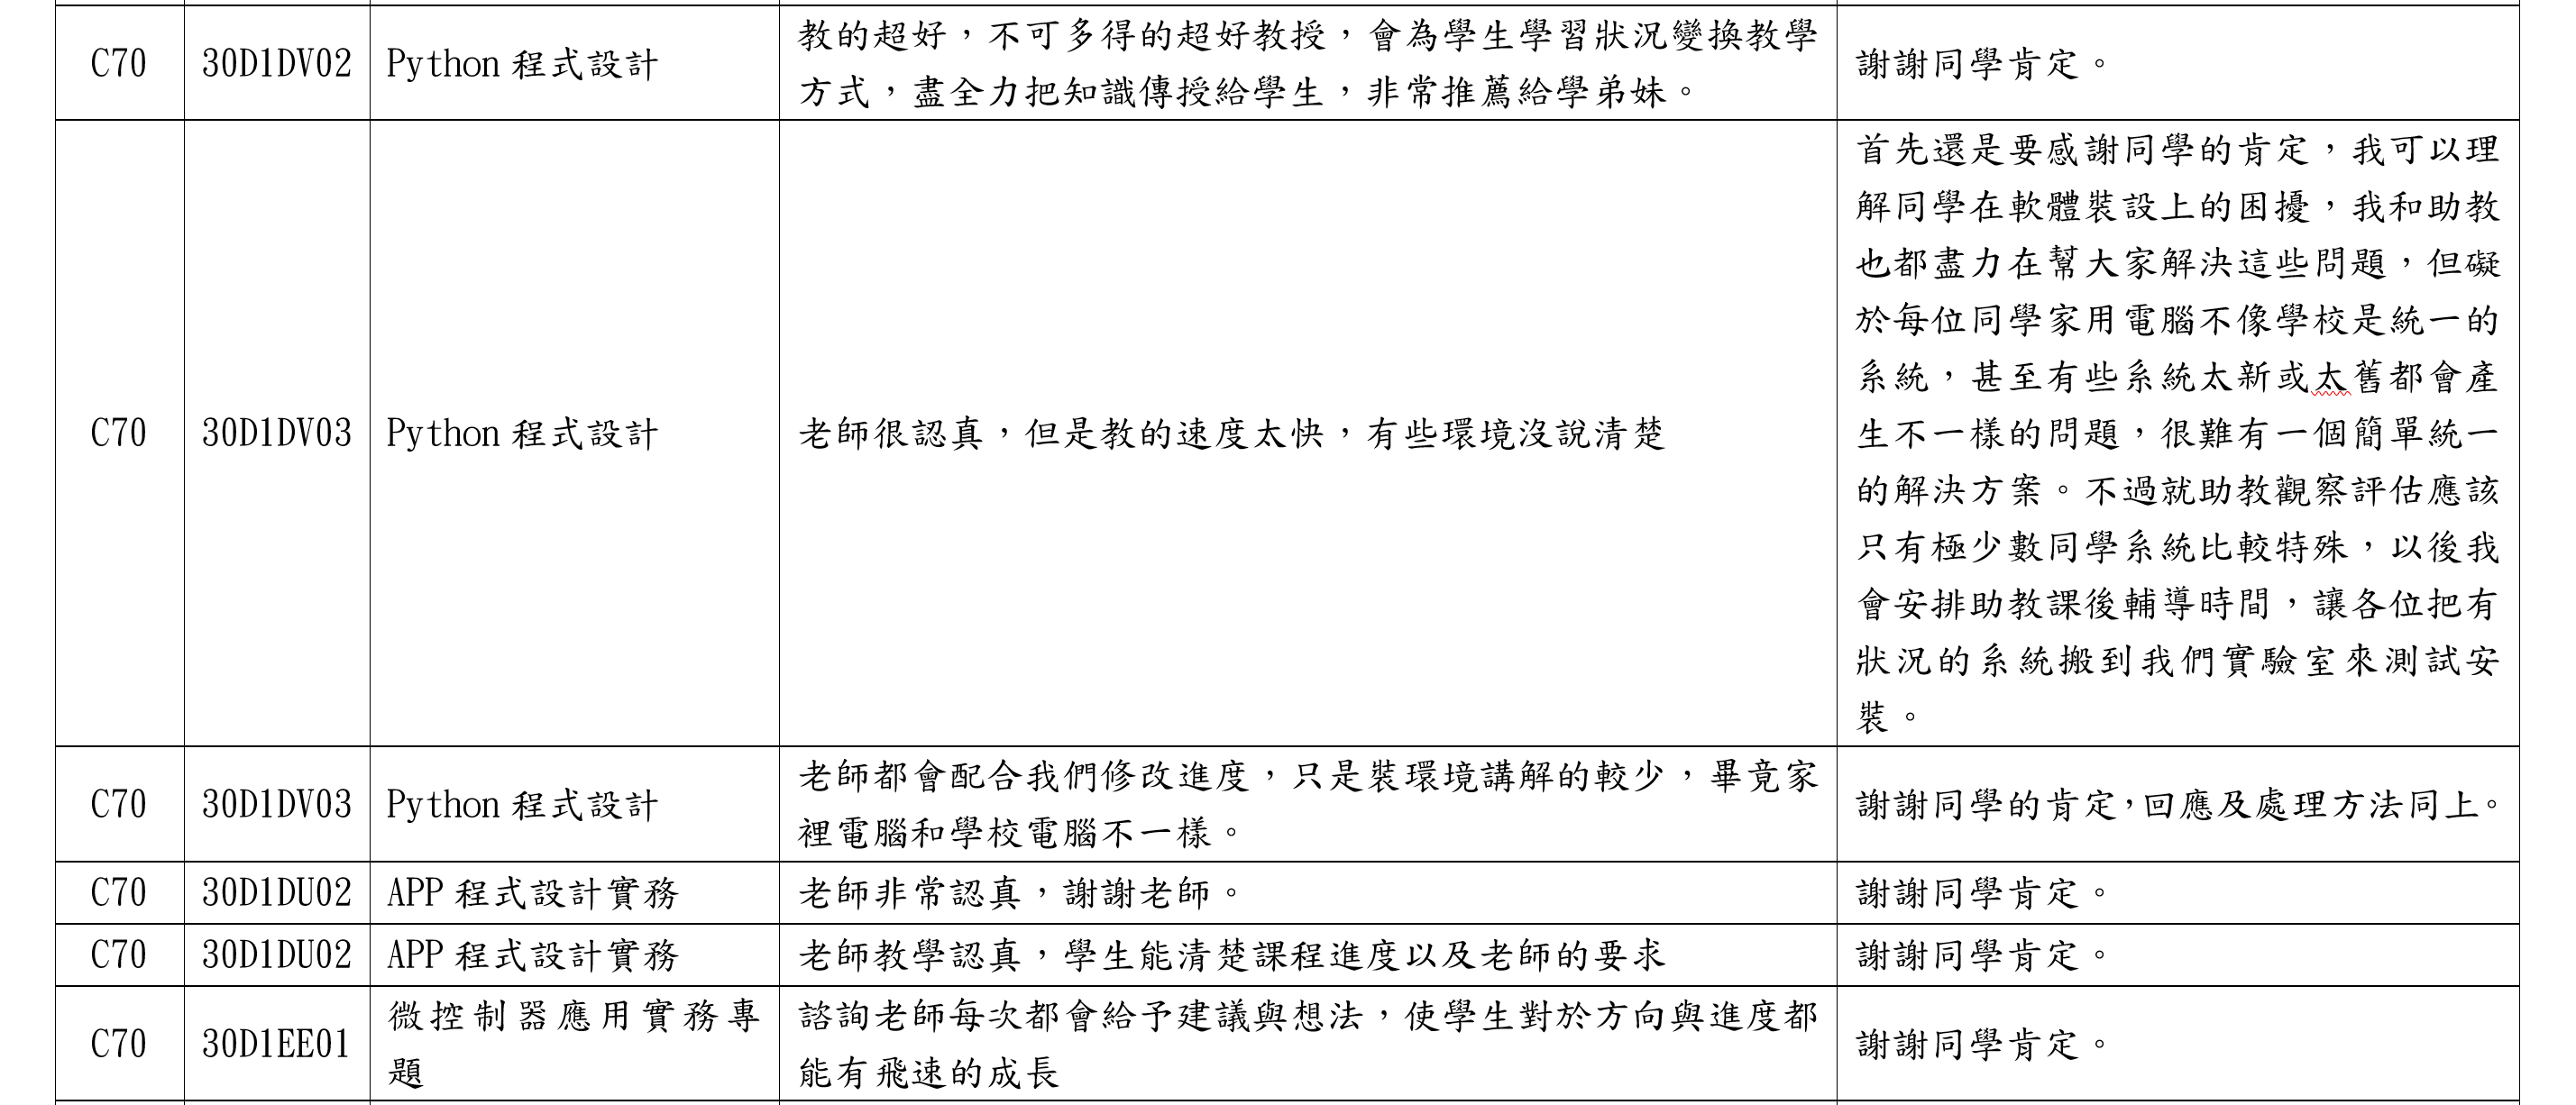 C70 30D1DV02 Python 程式設計
教的超好，不可多得的超好教授，會為學生學習狀況變換教學
方式，盡全力把知識傳授給學生，非常推薦給學弟妹。
謝謝同學肯定。
C70 30D1DV03 Python 程式設計
老師很認真，但是教的速度太快，有些環境沒說清楚
首先還是要感謝同學的肯定，我可以理
解同學在軟體裝設上的困擾，我和助教
也都盡力在幫大家解決這些問題，但礙
於每位同學家用電腦不像學校是統一的
系統，甚至有些系統太新或太舊都會產
生不一樣的問題，很難有一個簡單統一
的解決方案。不過就助教觀察評估應該
只有極少數同學系統比較特殊，以後我
會安排助教課後輔導時間，讓各位把有
狀況的系統搬到我們實驗室來測試安
裝。
C70 30D1DV03 Python 程式設計
老師都會配合我們修改進度，只是裝環境講解的較少，畢竟家
裡電腦和學校電腦不一樣。
謝謝同學的肯定，回應及處理方法同上。
C70 30D1DU02 APP 程式設計實務 老師非常認真，謝謝老師。 謝謝同學肯定。
C70 30D1DU02 APP 程式設計實務 老師教學認真，學生能清楚課程進度以及老師的要求 謝謝同學肯定。
C70 30D1EE01
微控制器應用實務專
題
諮詢老師每次都會給予建議與想法，使學生對於方向與進度都
能有飛速的成長
謝謝同學肯定。